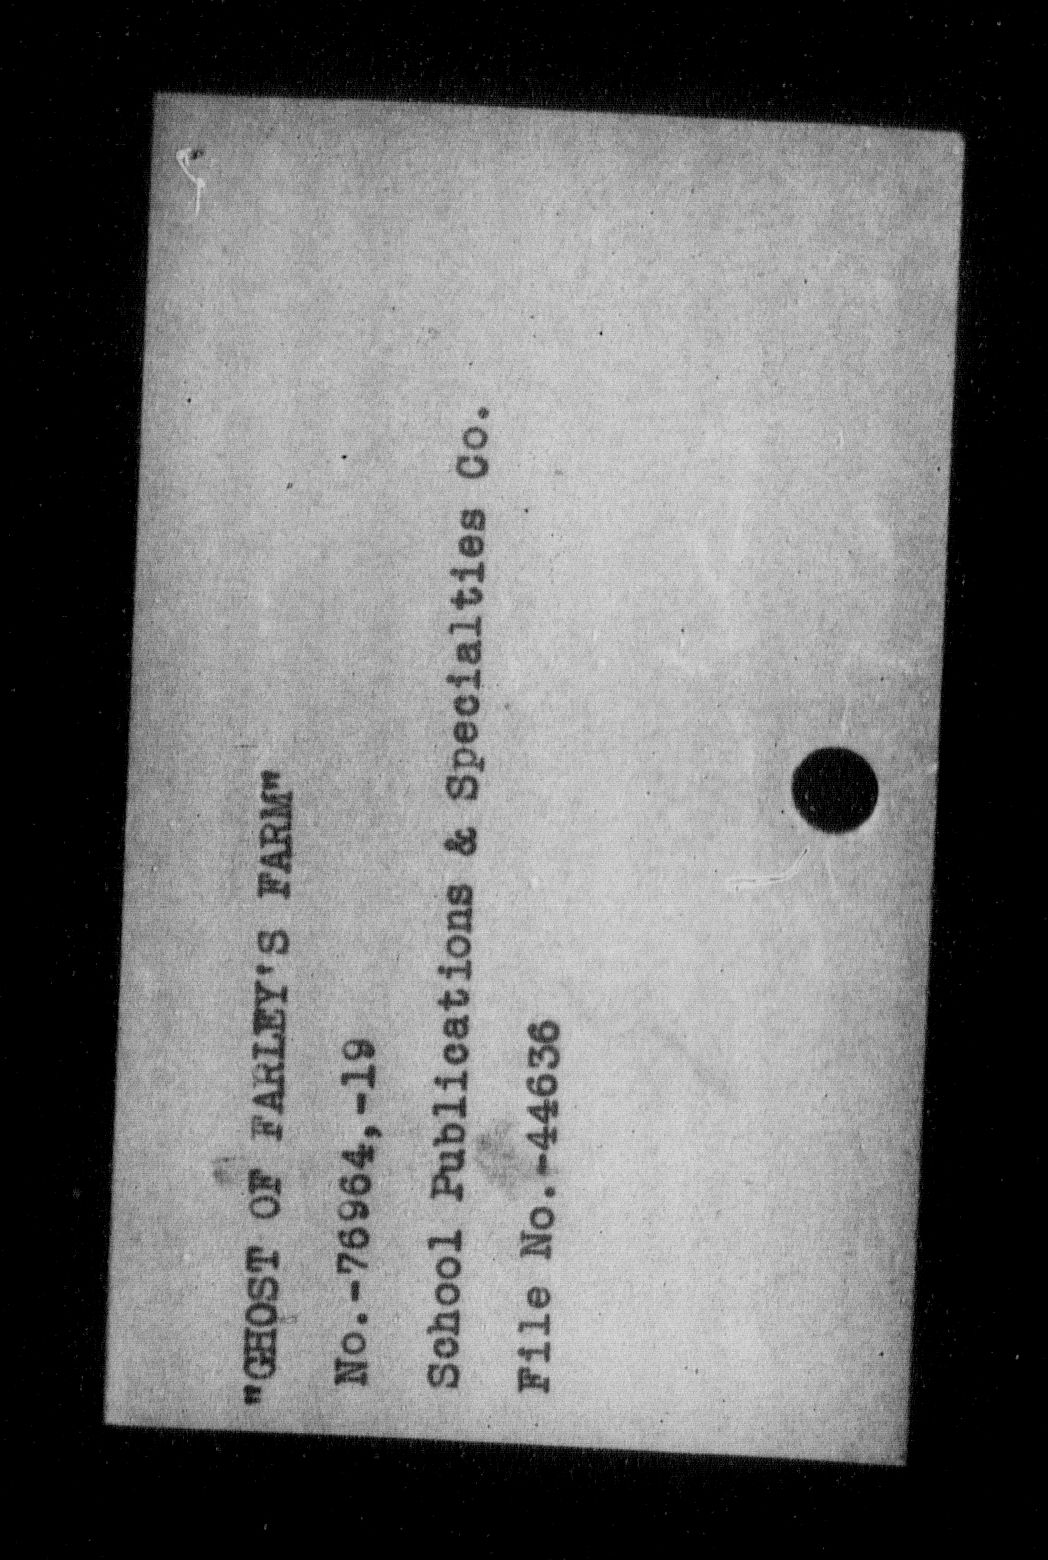 "GHOST OF FARLEY'S FARM"
No.-76964,-19
School Publications & Specialties Co.
File No.-44636